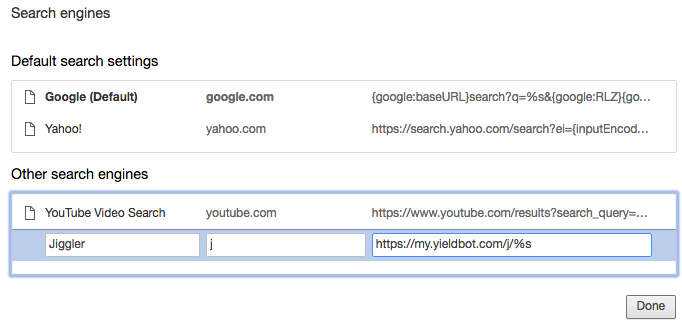 Search engines
Default search settings
Google (Default) google.com {google:baseURL}search?q=%s&{google:RLZ}{go...
Yahoo! yahoo.com https://search.yahoo.com/search?ei={inputEncod...
Other search engines
YouTube Video Search youtube.com https://www.youtube.com/results?search_query=...
Jiggler j https://my.yieldbot.com/j/%s
Done